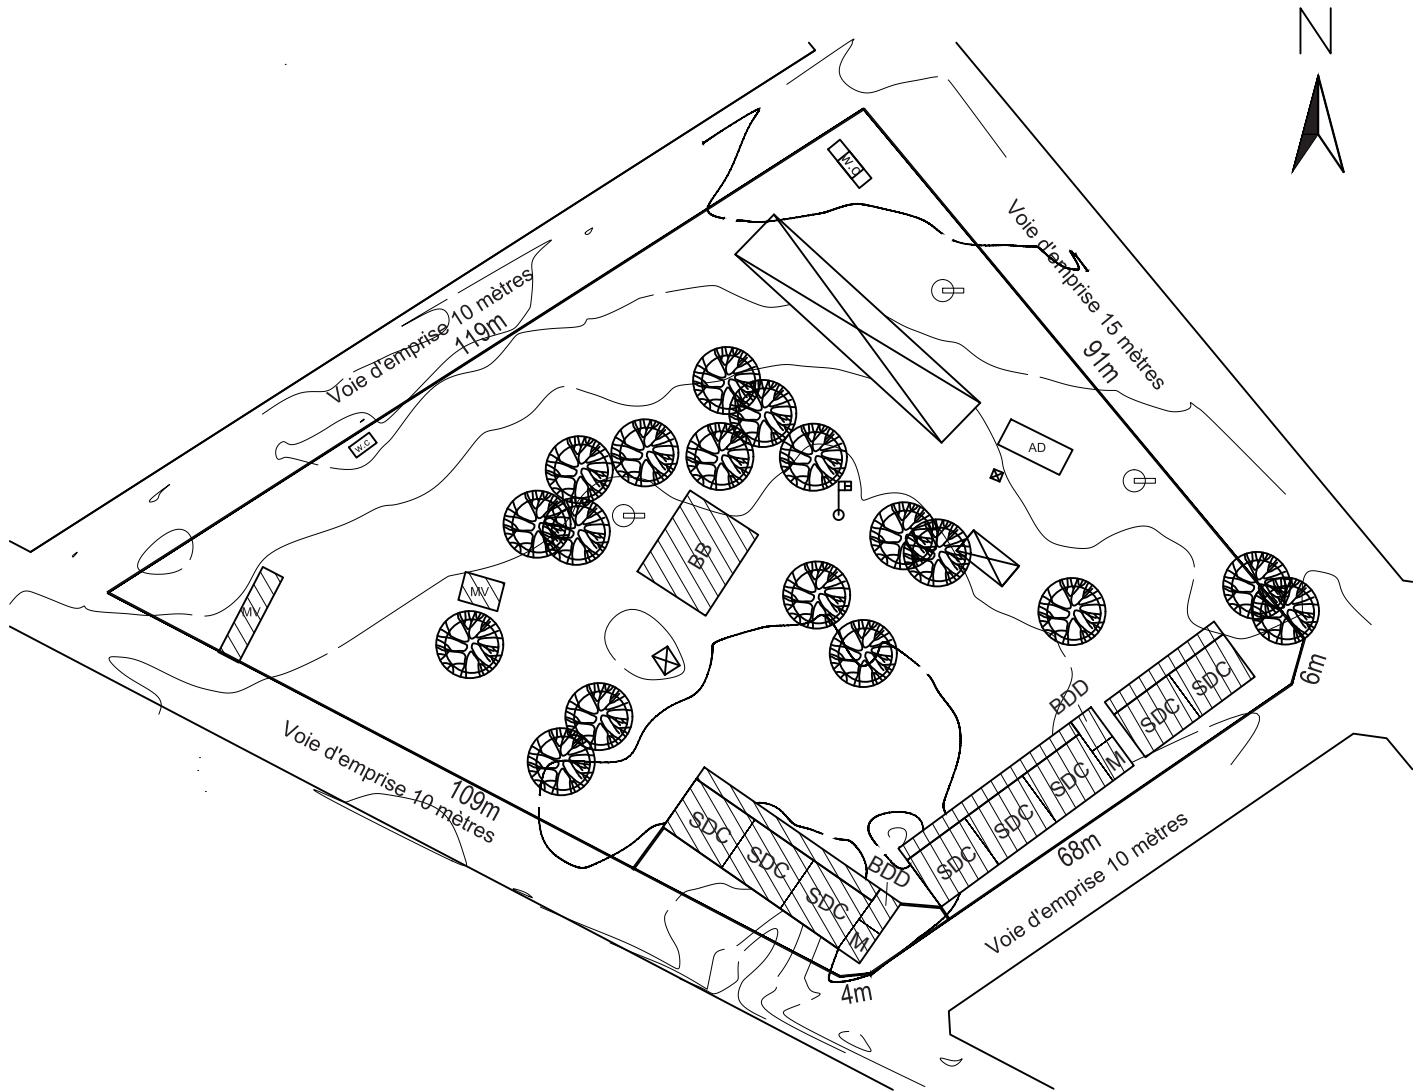 N
w.d
Voie d'emprise 10 mètres
119m
Voie d'emprise 15 mètres
91m
w.c
AD
BB
MV
MV
6m
BDD
SDC
SDC
M
SDC
SDC
SDC
68m
Voie d'emprise 10 mètres
Voie d'emprise 10 mètres
109m
SDC
SDC
SDC
BDD
M
4m